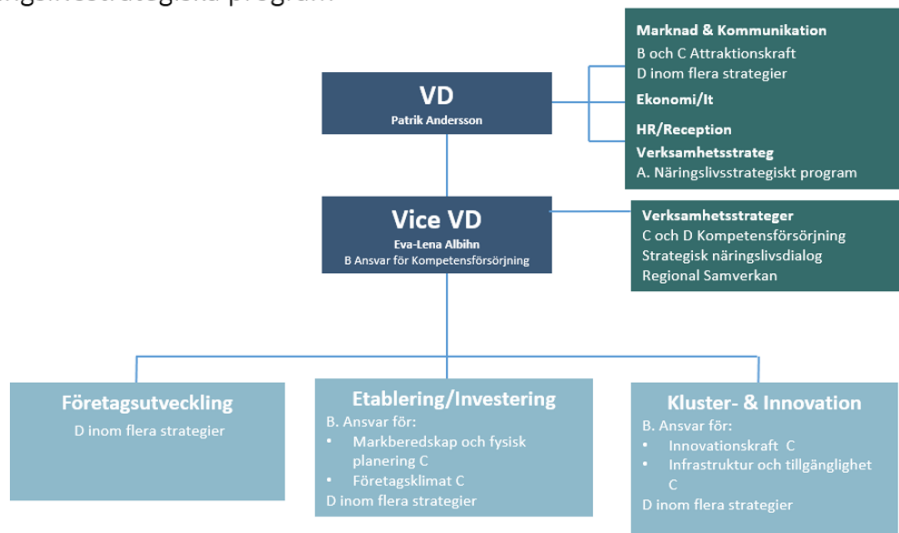 program
VD
Patrik Andersson
Marknad & Kommunikation
B och C Attraktionskraft
D inom flera strategier
Ekonomi/It
HR/Reception
Verksamhetsstrateg
A. Näringslivsstrategiskt program
Vice VD
Eva-Lena Albihn
B Ansvar för Kompetensförsörjning
Verksamhetsstrateger
C och D Kompetensförsörjning
Strategisk näringslivsdialog
Regional Samverkan
Företagsutveckling
D inom flera strategier
Etablering/Investering
B. Ansvar för:
• Markberedskap och fysisk
planering C
• Företagsklimat C
D inom flera strategier
Kluster- & Innovation
B. Ansvar för:
• Innovationskraft C
• Infrastruktur och tillgänglighet
C
D inom flera strategier